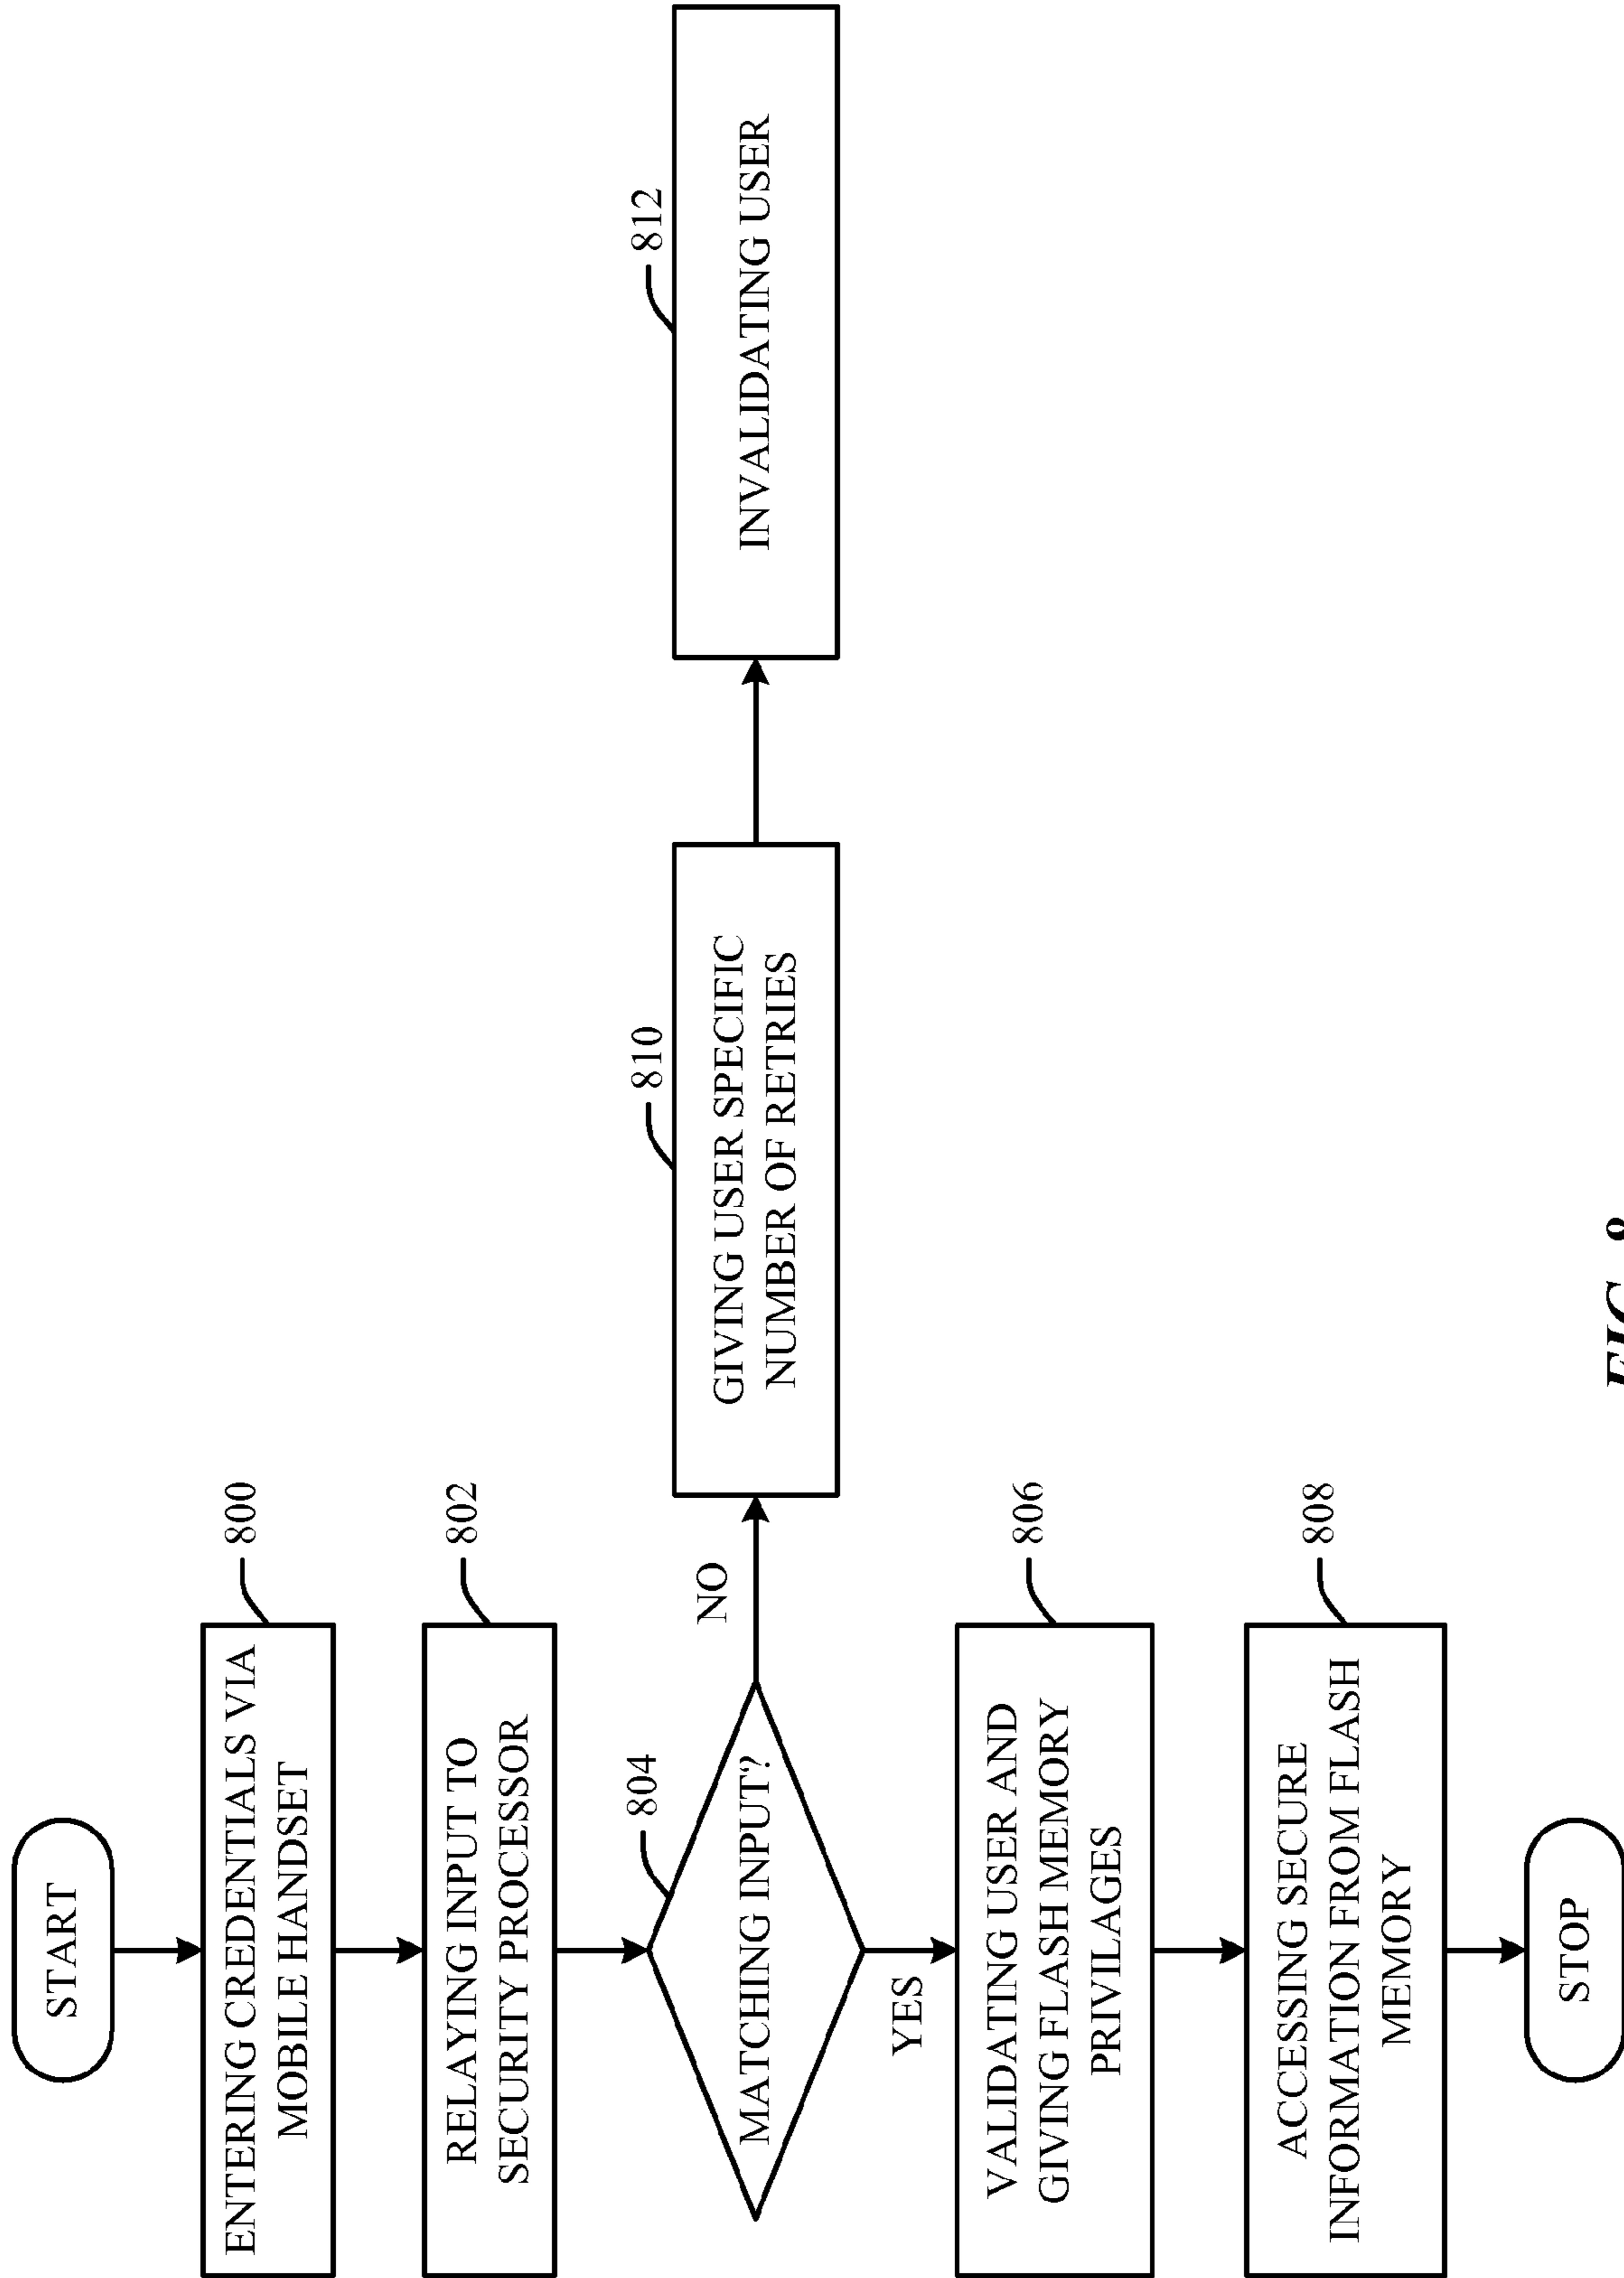 START
800
ENTERING CREDENTIALS VIA
MOBILE HANDSET
802
RELAYING INPUT TO
SECURITY PROCESSOR
804
MATCHING INPUT?
NO
810
GIVING USER SPECIFIC
NUMBER OF RETRIES
812
INVALIDATING USER
YES
806
VALIDATING USER AND
GIVING FLASH MEMORY
PRIVILAGES
808
ACCESSING SECURE
INFORMATION FROM FLASH
MEMORY
STOP
FIG. 8